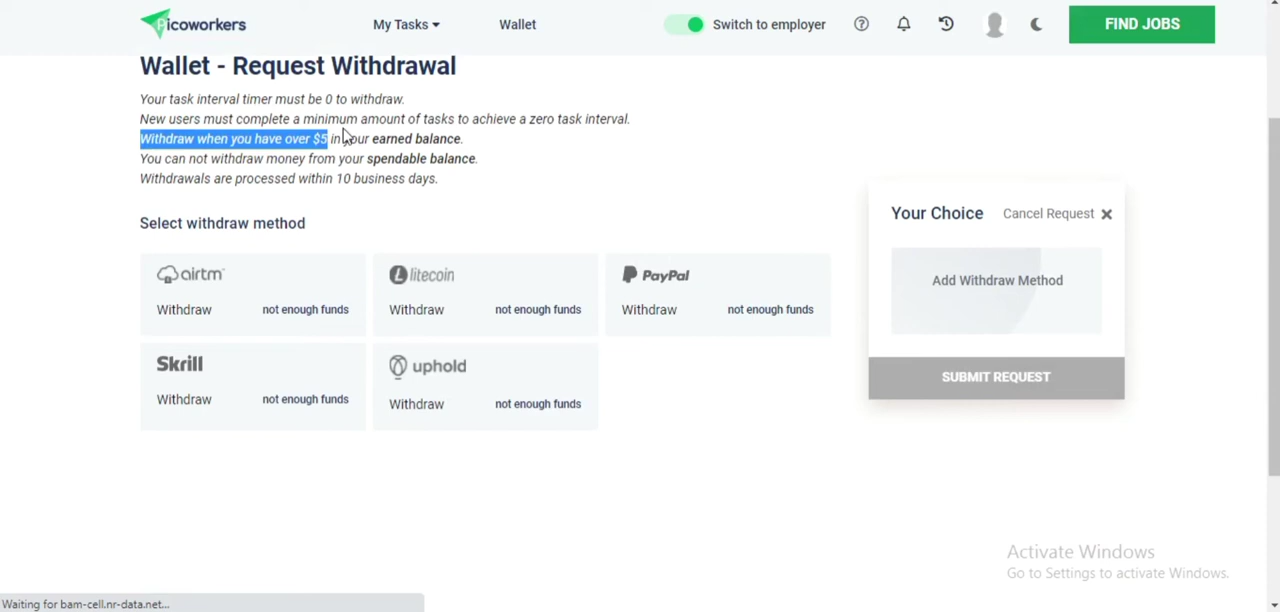 Picoworkers
My Tasks
Wallet
Switch to employer
FIND JOBS
Wallet - Request Withdrawal
Your task interval timer must be 0 to withdraw.
New users must complete a minimum amount of tasks to achieve a zero task interval.
Withdraw when you have over $5 in your earned balance.
You can not withdraw money from your spendable balance.
Withdrawals are processed within 10 business days.
Select withdraw method
airtm
Withdraw not enough funds
litecoin
Withdraw not enough funds
PayPal
Withdraw not enough funds
Skrill
Withdraw not enough funds
uphold
Withdraw not enough funds
Your Choice Cancel Request
Add Withdraw Method
SUBMIT REQUEST
Activate Windows
Go to Settings to activate Windows.
Waiting for bam-cell.nr-data.net...